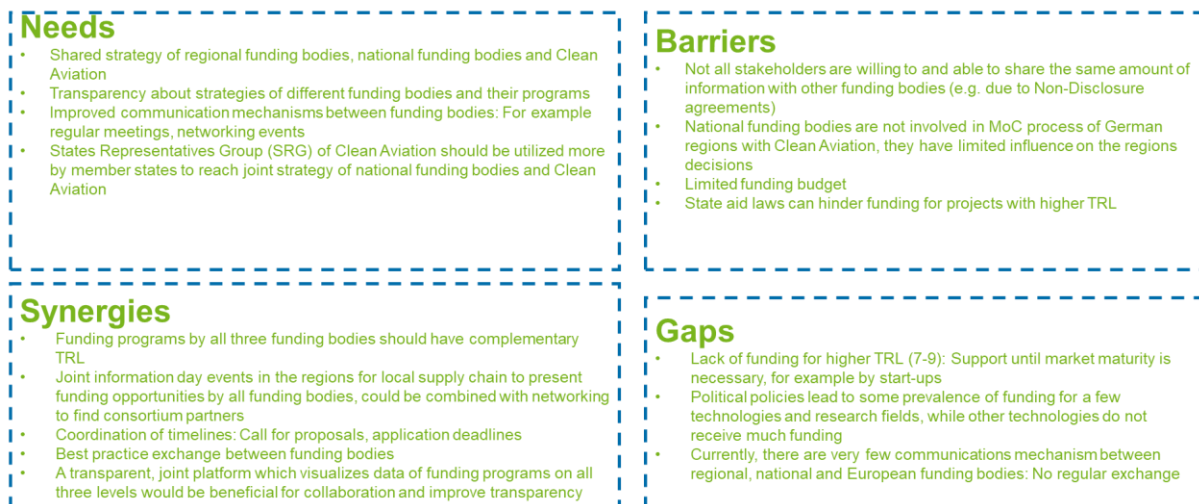 Needs
• Shared strategy of regional funding bodies, national funding bodies and Clean
Aviation
• Transparency about strategies of different funding bodies and their programs
• Improved communication mechanisms between funding bodies: For example
regular meetings, networking events
• States Representatives Group (SRG) of Clean Aviation should be utilized more
by member states to reach joint strategy of national funding bodies and Clean
Aviation
Barriers
• Not all stakeholders are willing to and able to share the same amount of
information with other funding bodies (e.g. due to Non-Disclosure
agreements)
• National funding bodies are not involved in MoC process of German
regions with Clean Aviation, they have limited influence on the regions
decisions
• Limited funding budget
• State aid laws can hinder funding for projects with higher TRL
Synergies
• Funding programs by all three funding bodies should have complementary
TRL
• Joint information day events in the regions for local supply chain to present
funding opportunities by all funding bodies, could be combined with networking
to find consortium partners
• Coordination of timelines: Call for proposals, application deadlines
• Best practice exchange between funding bodies
• A transparent, joint platform which visualizes data of funding programs on all
three levels would be beneficial for collaboration and improve transparency
Gaps
• Lack of funding for higher TRL (7-9): Support until market maturity is
necessary, for example by start-ups
• Political policies lead to some prevalence of funding for a few
technologies and research fields, while other technologies do not
receive much funding
• Currently, there are very few communications mechanism between
regional, national and European funding bodies: No regular exchange